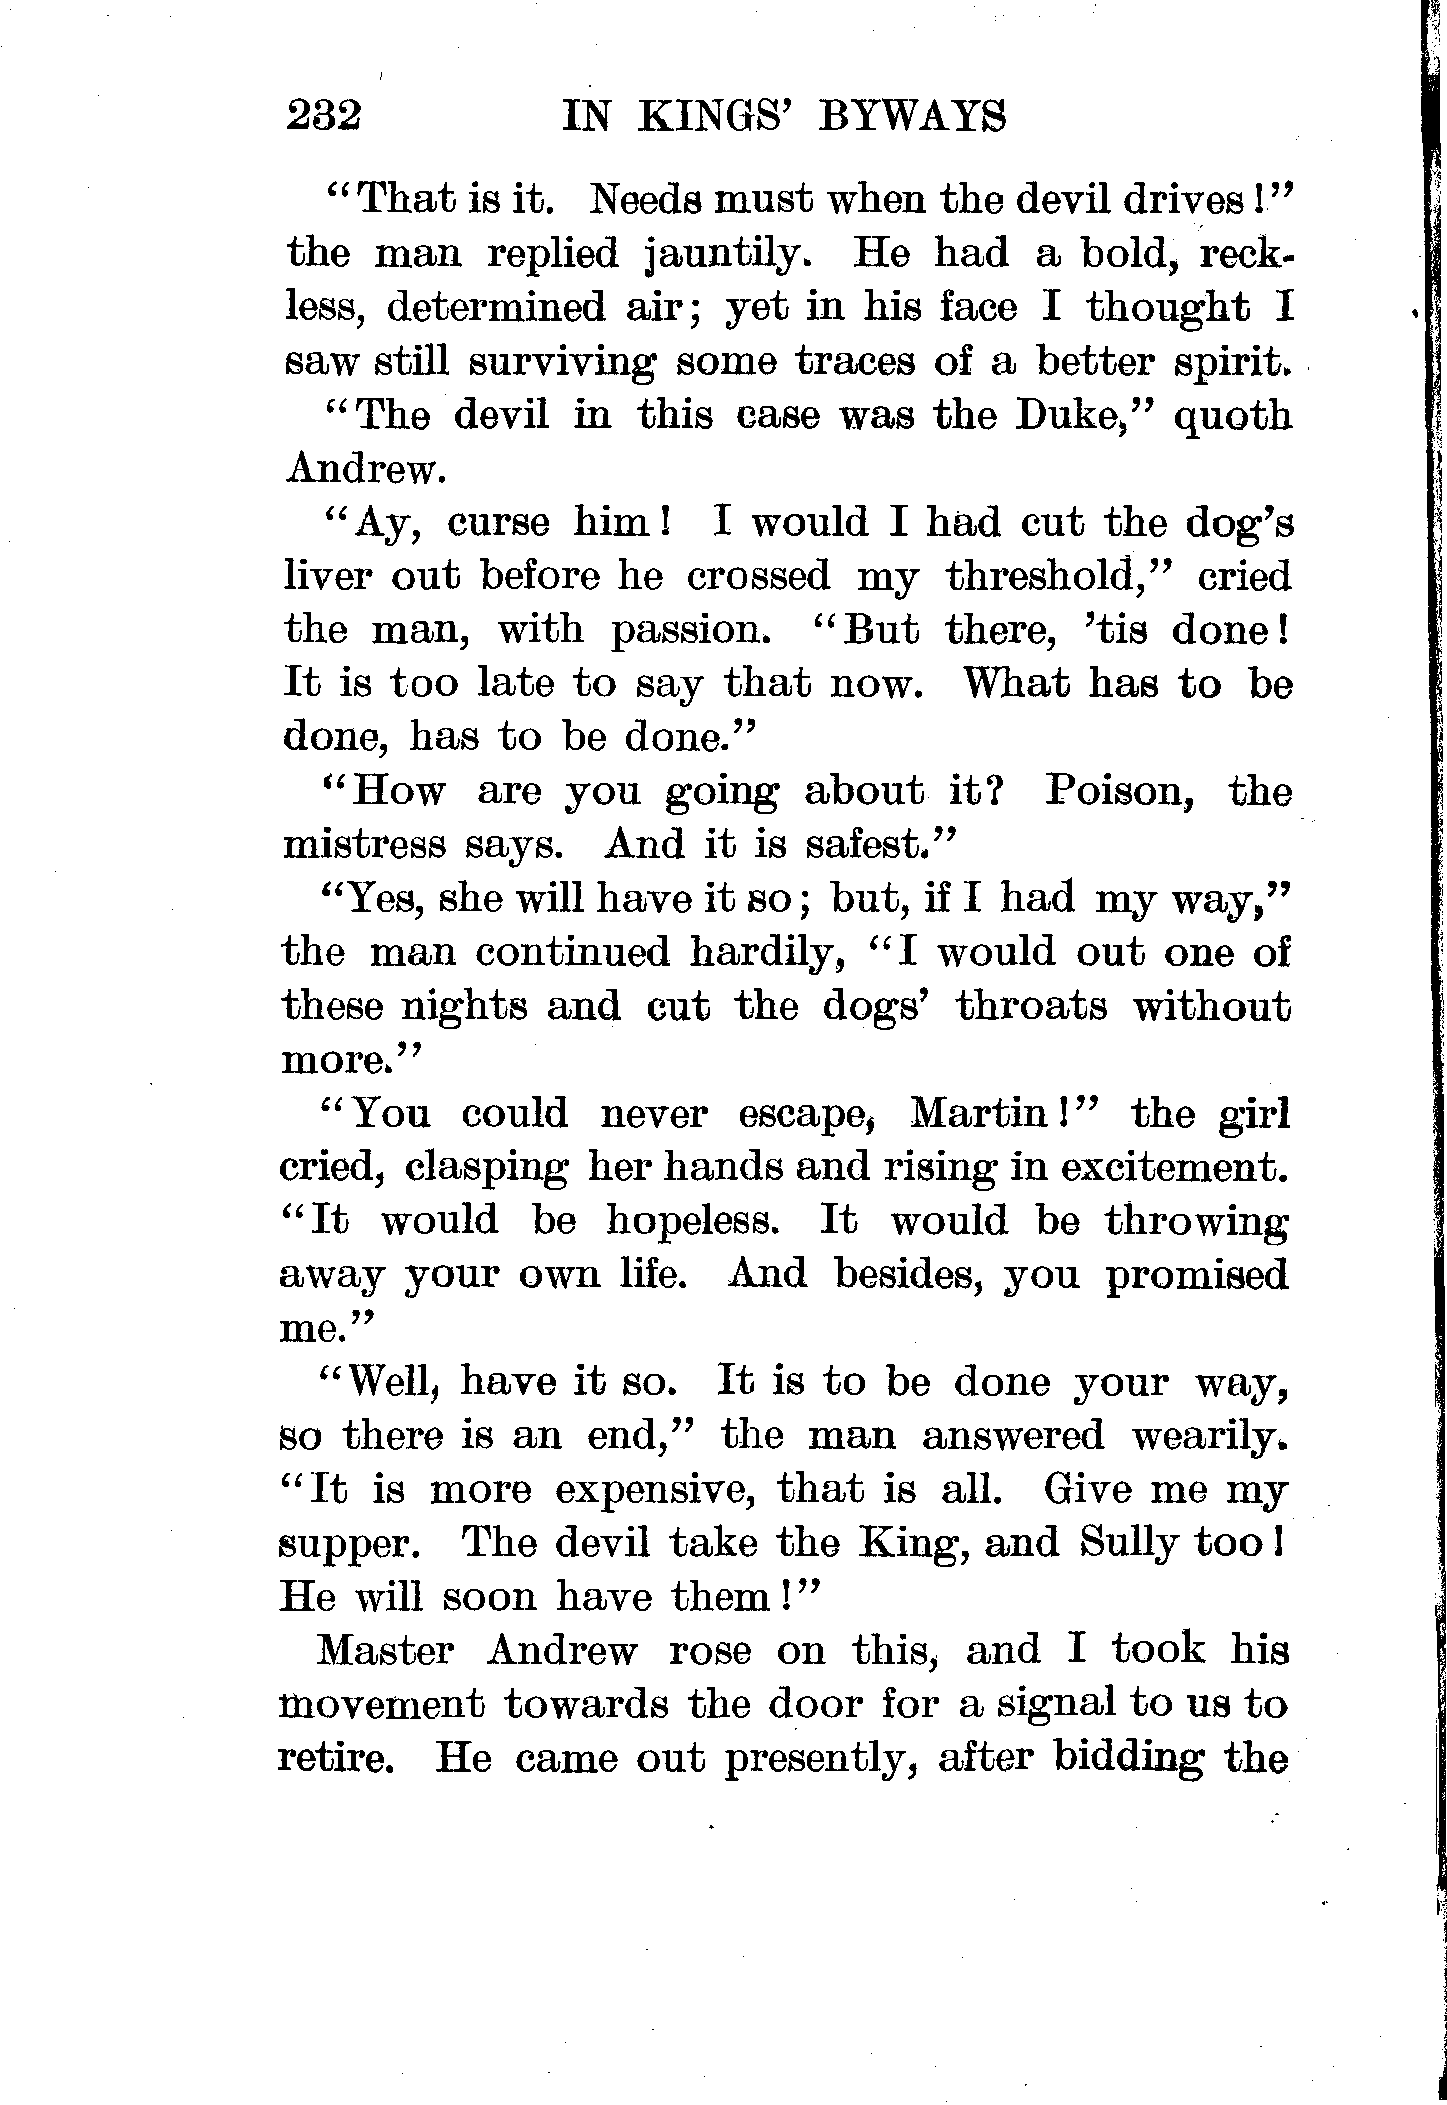 232 IN KINGS' BYWAYS
“That is it. Needs must when the devil drives!”
the man replied jauntily. He had a bold, reck-
less, determined air; yet in his face I thought I
saw still surviving some traces of a better spirit.
“The devil in this case was the Duke,” quoth
Andrew.
“Ay, curse him! I would I had cut the dog’s
liver out before he crossed my threshold,” cried
the man, with passion. “But there, ’tis done!
It is too late to say that now. What has to be
done, has to be done.”
“How are you going about it? Poison, the
mistress says. And it is safest.”
“Yes, she will have it so; but, if I had my way,”
the man continued hardily, “I would out one of
these nights and cut the dogs’ throats without
more.”
“You could never escape, Martin!” the girl
cried, clasping her hands and rising in excitement.
“It would be hopeless. It would be throwing
away your own life. And besides, you promised
me.”
“Well, have it so. It is to be done your way,
so there is an end,” the man answered wearily.
“It is more expensive, that is all. Give me my
supper. The devil take the King, and Sully too!
He will soon have them!”
Master Andrew rose on this, and I took his
movement towards the door for a signal to us to
retire. He came out presently, after bidding the